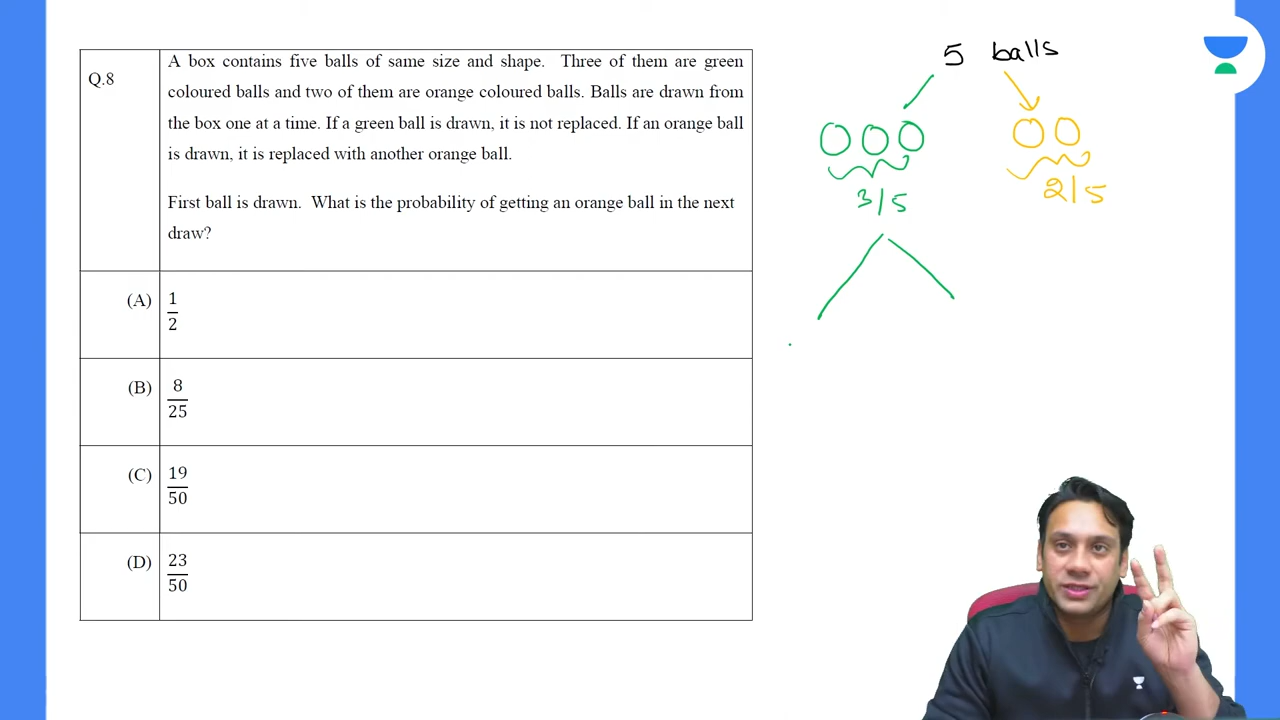 Q.8
A box contains five balls of same size and shape. Three of them are green
coloured balls and two of them are orange coloured balls. Balls are drawn from
the box one at a time. If a green ball is drawn, it is not replaced. If an orange ball
is drawn, it is replaced with another orange ball.
First ball is drawn. What is the probability of getting an orange ball in the next
draw?
(A) 1/2
(B) 8/25
(C) 19/50
(D) 23/50
5 balls
3/5
2/5